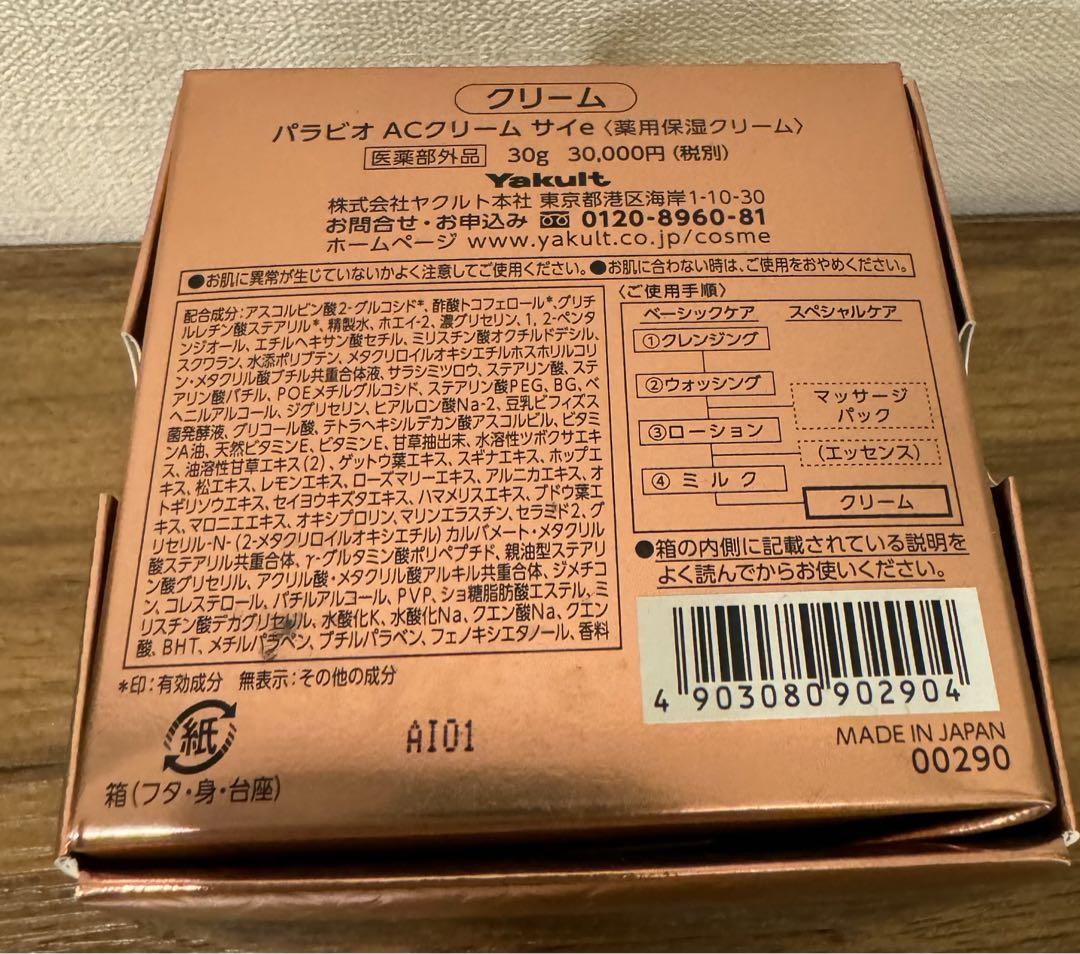 クリーム
パラビオ ACクリーム サイe〈薬用保湿クリーム〉
医薬部外品 30g 30,000円(税別)
Yakult
株式会社ヤクルト本社 東京都港区海岸1-10-30
お問合せ・お申込み 0120-8960-81
ホームページ www.yakult.co.jp/cosme
●お肌に異常が生じていないかよく注意してご使用ください。●お肌に合わない時は、ご使用をおやめください。
配合成分:アスコルビン酸2-グルコシド*、酢酸トコフェロール*、グリチ
ルレチン酸ステアリル*、精製水、ホエイ-2、濃グリセリン、1, 2-ペンタ
ンジオール、エチルヘキサン酸セチル、ミリスチン酸オクチルドデシル、
スクワラン、水添ポリブテン、メタクリロイルオキシエチルホスホリルコリ
ン・メタクリル酸ブチル共重合体液、サラシミツロウ、ステアリン酸、ステ
アリン酸バチル、POEメチルグルコシド、ステアリン酸PEG、BG、ベ
ヘニルアルコール、ジグリセリン、ヒアルロン酸Na-2、豆乳ビフィズス
菌発酵液、グリコール酸、テトラヘキシルデカン酸アスコルビル、ビタミ
ンA油、天然ビタミンE、ビタミンE、甘草抽出末、水溶性ツボクサエキ
ス、油溶性甘草エキス(2)、ゲットウ葉エキス、スギナエキス、ホップエ
キス、松エキス、レモンエキス、ローズマリーエキス、アルニカエキス、オ
トギリソウエキス、セイヨウキズタエキス、ハマメリスエキス、ブドウ葉エ
キス、マロニエエキス、オキシプロリン、マリンエラスチン、セラミド2、グ
リセリル-N-(2-メタクリロイルオキシエチル)カルバメート・メタクリル
酸ステアリル共重合体、γ-グルタミン酸ポリペプチド、親油型ステアリ
ン酸グリセリル、アクリル酸・メタクリル酸アルキル共重合体、ジメチコ
ン、コレステロール、バチルアルコール、PVP、ショ糖脂肪酸エステル、ミ
リスチン酸デカグリセリル、水酸化K、水酸化Na、クエン酸Na、クエン
酸、BHT、メチルパラベン、ブチルパラベン、フェノキシエタノール、香料
*印:有効成分 無表示:その他の成分
〈ご使用手順〉
ベーシックケア スペシャルケア
①クレンジング
②ウォッシング
マッサージ
パック
③ローション
(エッセンス)
④ミルク
クリーム
●箱の内側に記載されている説明を
よく読んでからお使いください。
4 903080 902904
MADE IN JAPAN
00290
紙
箱(フタ・身・台座)
AI01